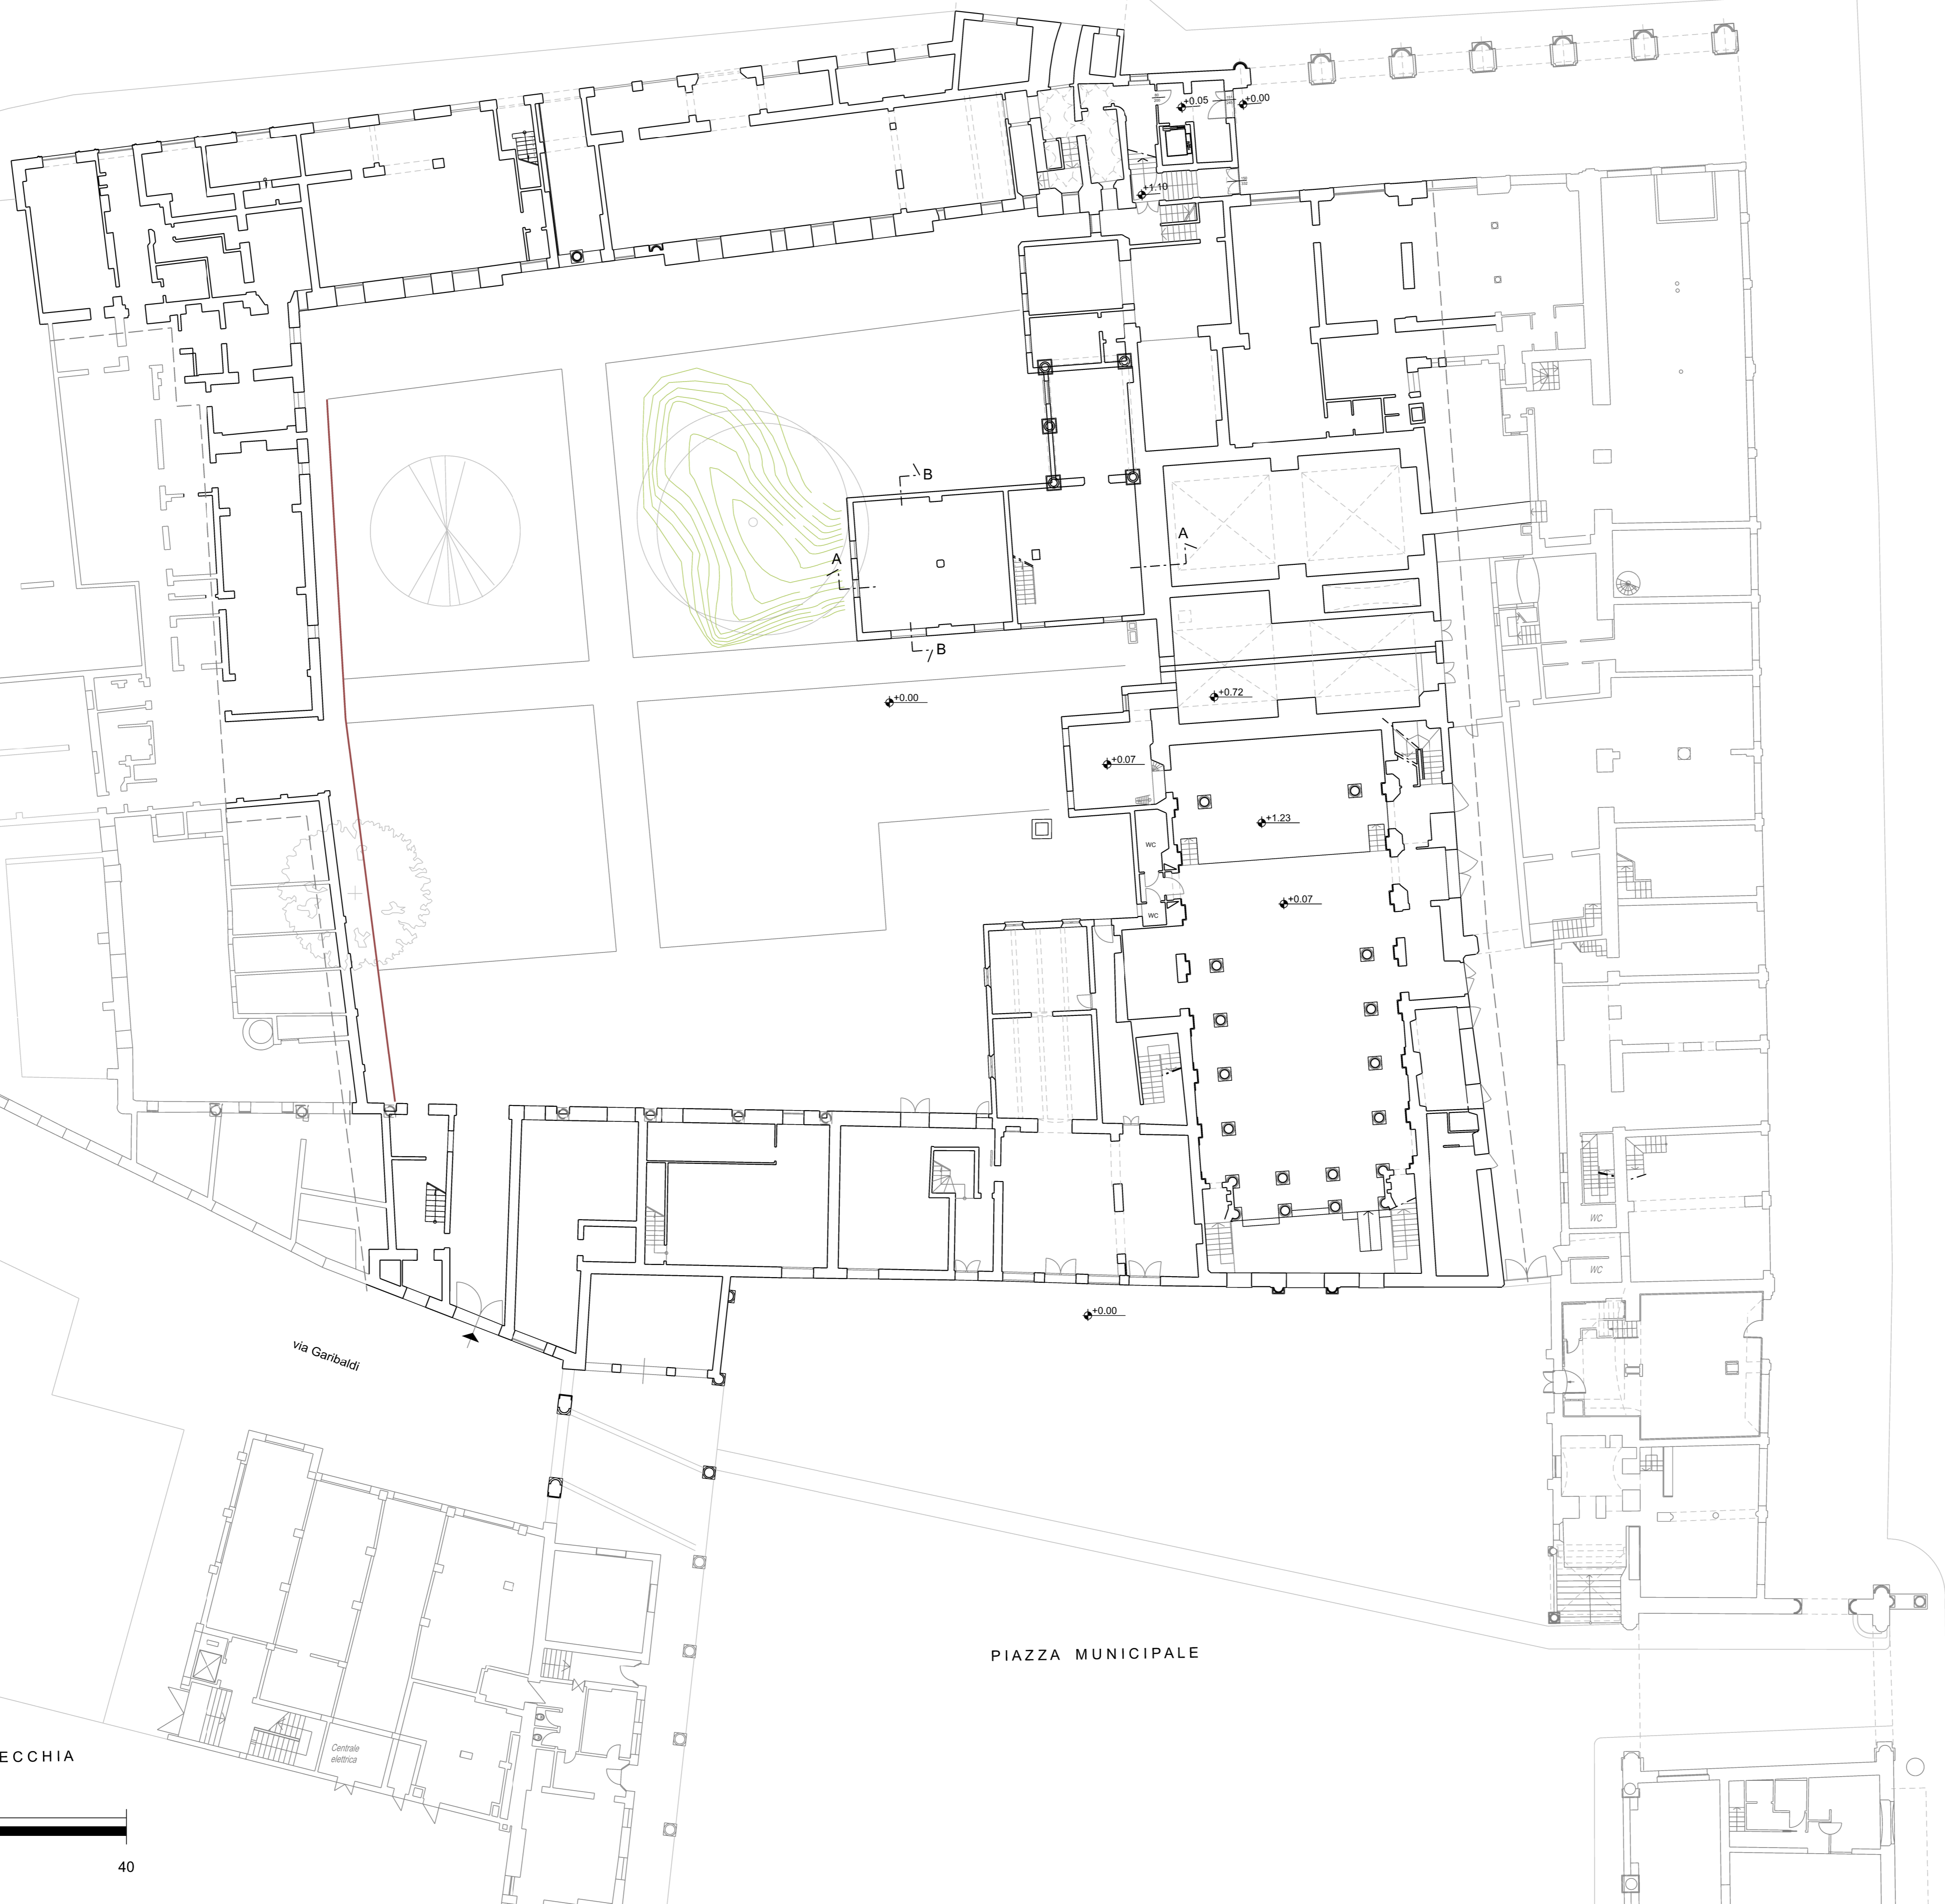 +0.05
+0.00
+1.10
B
A
A
B
+0.00
+0.72
+0.07
+1.23
WC
+0.07
WC
WC
WC
+0.00
via Garibaldi
PIAZZA MUNICIPALE
ECCHIA
Centrale
elettrica
40